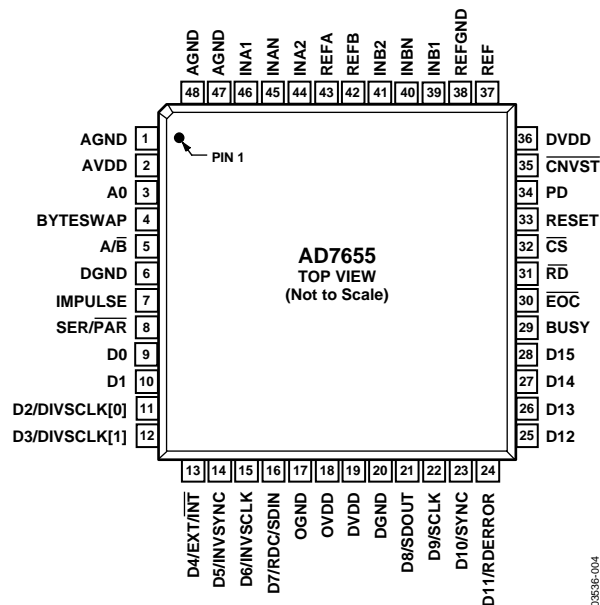 AGND
AGND
INA1
INAN
INA2
REFA
REFB
INB2
INBN
INB1
REFGND
REF
48 47 46 45 44 43 42 41 40 39 38 37
AGND 1
AVDD 2
A0 3
BYTESWAP 4
A/B̅ 5
DGND 6
IMPULSE 7
SER/P̅A̅R̅ 8
D0 9
D1 10
D2/DIVSCLK[0] 11
D3/DIVSCLK[1] 12
PIN 1
AD7655
TOP VIEW
(Not to Scale)
36 DVDD
35 C̅N̅V̅S̅T̅
34 PD
33 RESET
32 C̅S̅
31 R̅D̅
30 E̅O̅C̅
29 BUSY
28 D15
27 D14
26 D13
25 D12
13 14 15 16 17 18 19 20 21 22 23 24
D4/EXT/I̅N̅T̅
D5/INVSYNC
D6/INVSCLK
D7/RDC/SDIN
OGND
OVDD
DVDD
DGND
D8/SDOUT
D9/SCLK
D10/SYNC
D11/RDERROR
03536-004